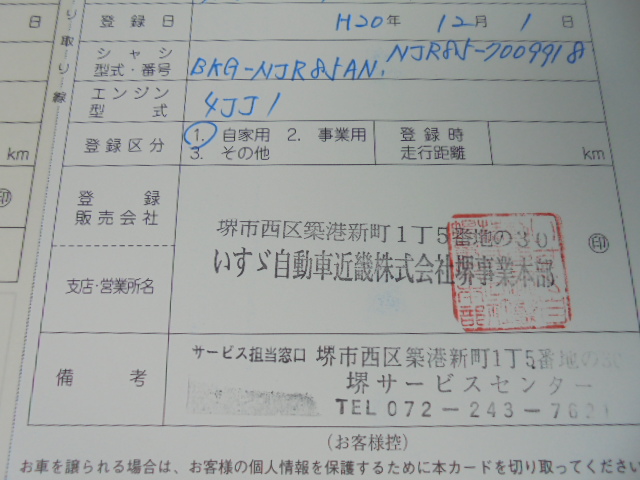 きり取り線
日
登録日 H20年 12月 1日
シャシ
型式・番号 BKG-NJR85AN, NJR85-7009918
エンジン
型式 4JJ1
登録区分 1. 自家用 2. 事業用 登録時
3. その他 走行距離 km
km
印
登録
販売会社
堺市西区築港新町1丁5番地の30
いすゞ自動車近畿株式会社堺事業本部
印
支店・営業所名
サービス担当窓口 堺市西区築港新町1丁5番地の30
備考 堺サービスセンター
TEL 072-243-7621
(お客様控)
お車を譲られる場合は、お客様の個人情報を保護するために本カードを切り取ってください